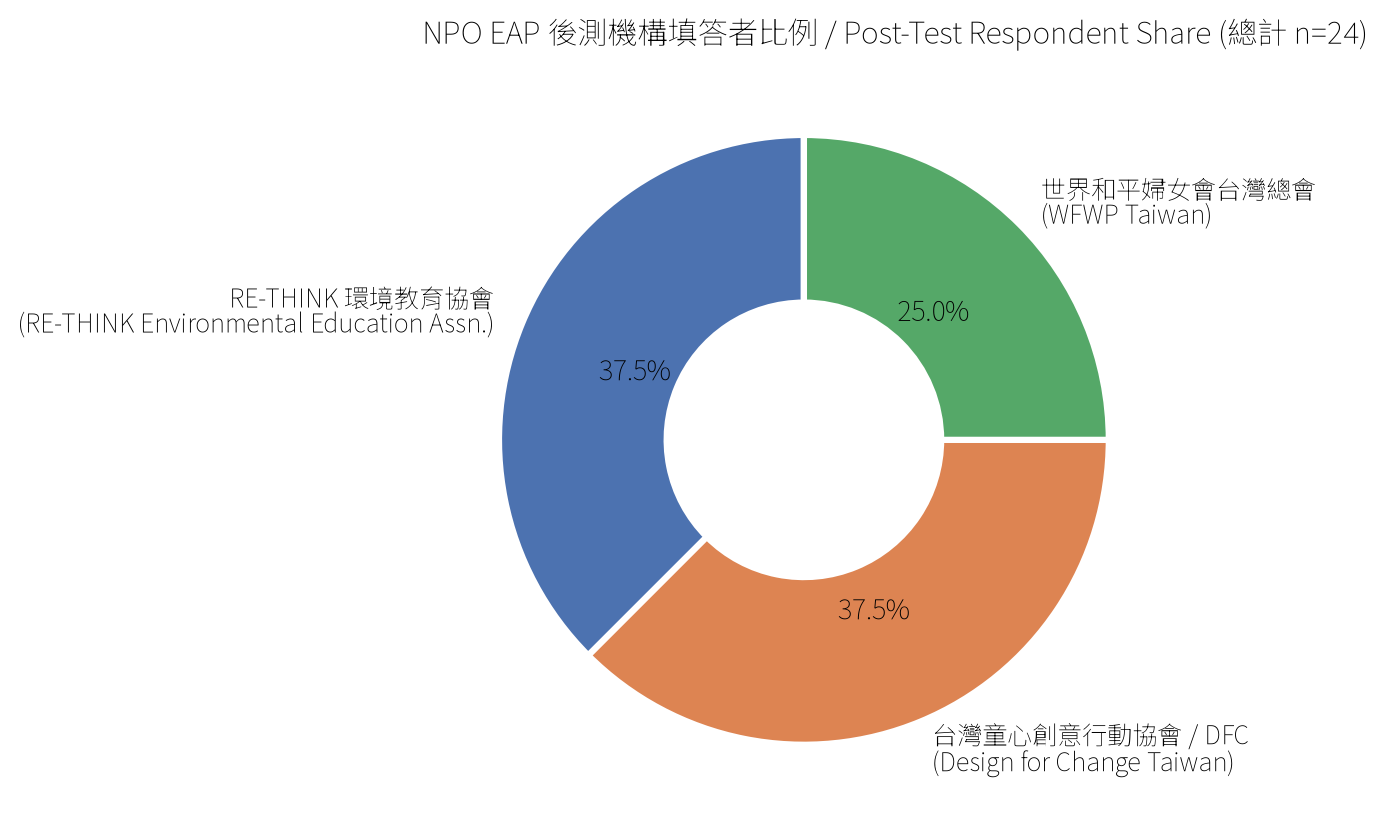 NPO EAP 後測機構填答者比例 / Post-Test Respondent Share (總計 n=24)
世界和平婦女會台灣總會
(WFWP Taiwan)
25.0%
RE-THINK 環境教育協會
(RE-THINK Environmental Education Assn.)
37.5%
37.5%
台灣童心創意行動協會 / DFC
(Design for Change Taiwan)